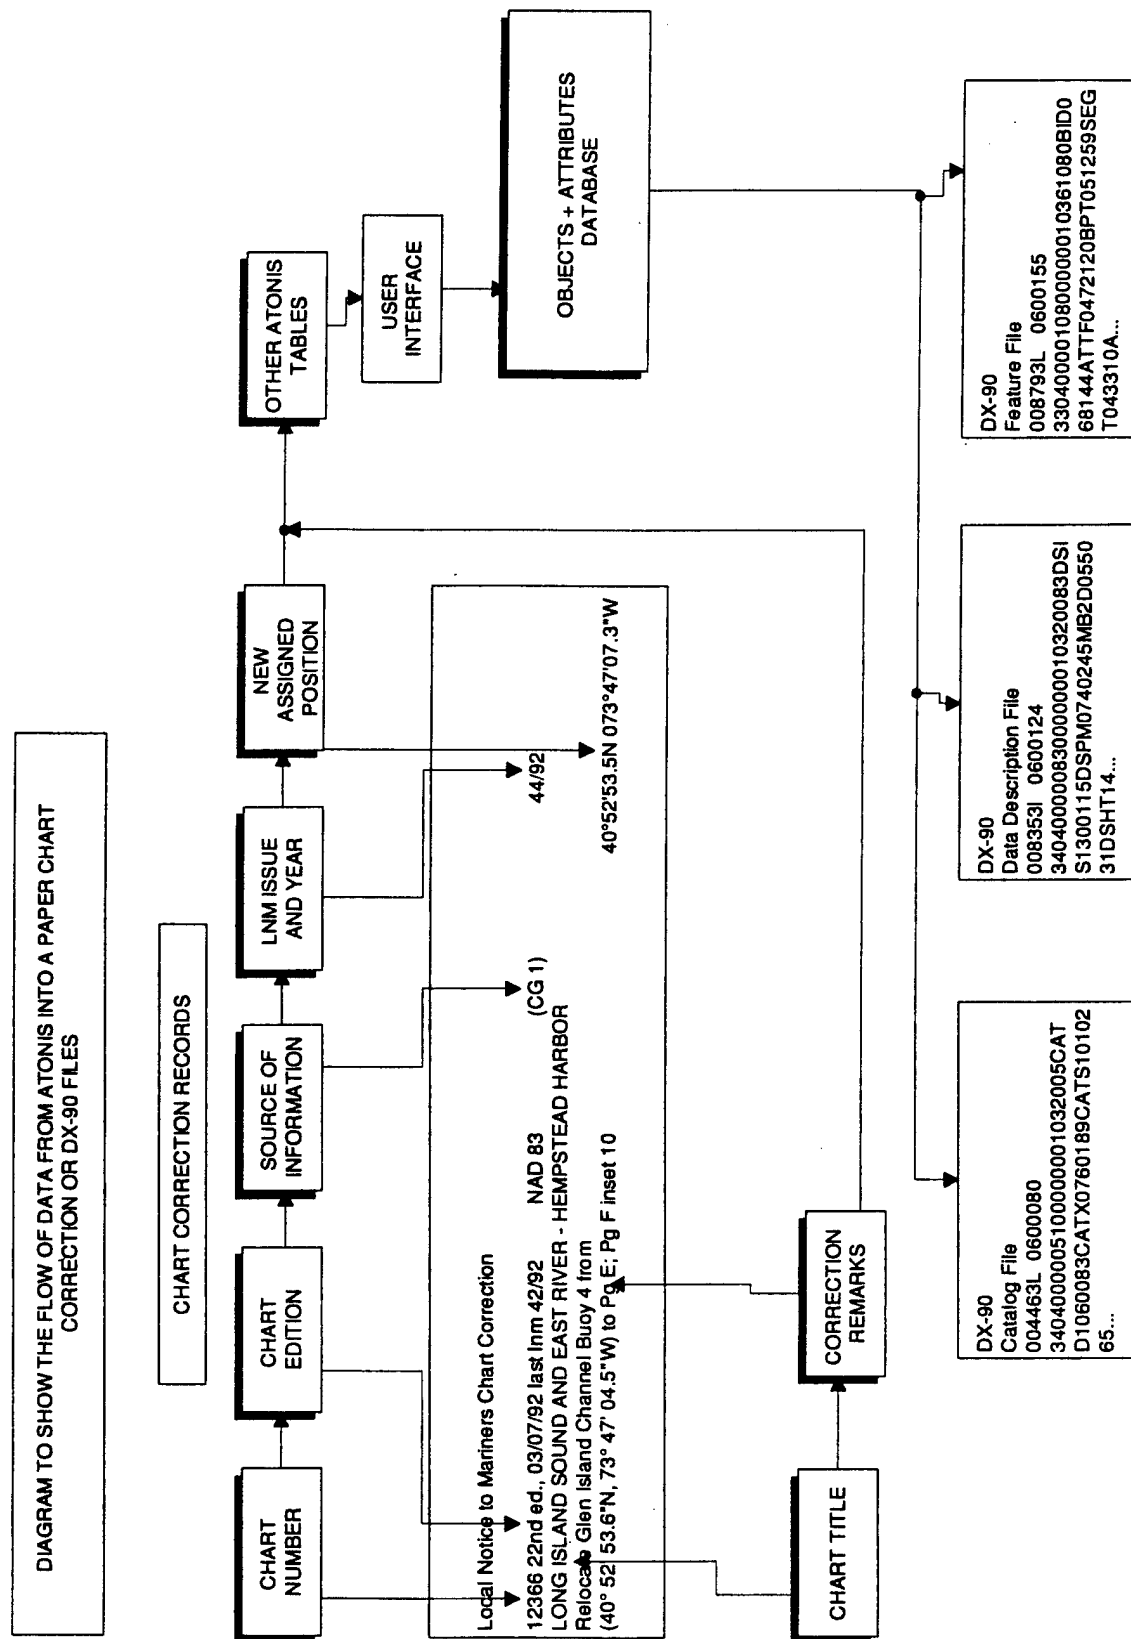 DIAGRAM TO SHOW THE FLOW OF DATA FROM ATONIS INTO A PAPER CHART
CORRECTION OR DX-90 FILES
CHART CORRECTION RECORDS
CHART
NUMBER
CHART
EDITION
SOURCE OF
INFORMATION
LNM ISSUE
AND YEAR
NEW
ASSIGNED
POSITION
OTHER ATONIS
TABLES
USER
INTERFACE
OBJECTS + ATTRIBUTES
DATABASE
Local Notice to Mariners Chart Correction
12366 22nd ed., 03/07/92 last lnm 42/92 NAD 83 (CG 1) 44/92
LONG ISLAND SOUND AND EAST RIVER - HEMPSTEAD HARBOR
Relocate Glen Island Channel Buoy 4 from 40°52'53.5N 073°47'07.3"W
(40° 52' 53.6"N, 73° 47' 04.5"W) to Pg E; Pg F inset 10
CHART TITLE
CORRECTION
REMARKS
DX-90
Catalog File
004463L 0600080
3404000005100000001032005CAT
D1060083CATX0760189CATS10102
65...
DX-90
Data Description File
008353I 0600124
34040000083000000010320083DSI
S1300115DSPM0740245MB2D0550
31DSHT14...
DX-90
Feature File
008793L 0600155
3304000010800000010361080BID0
68144ATTF0472120BPT051259SEG
T043310A...